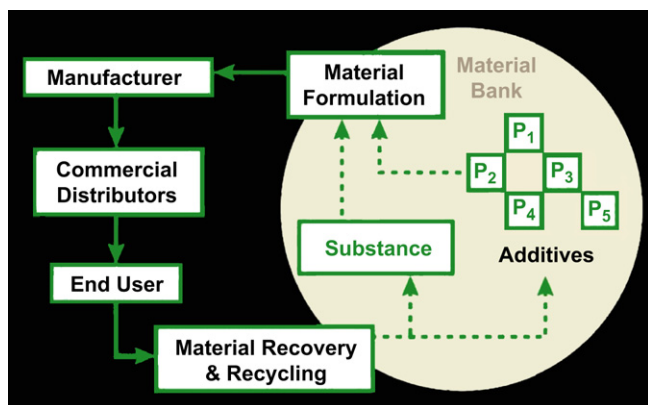 Manufacturer
Material
Formulation
Material
Bank
Commercial
Distributors
P1
P2
P3
P4
P5
Substance
Additives
End User
Material Recovery
& Recycling